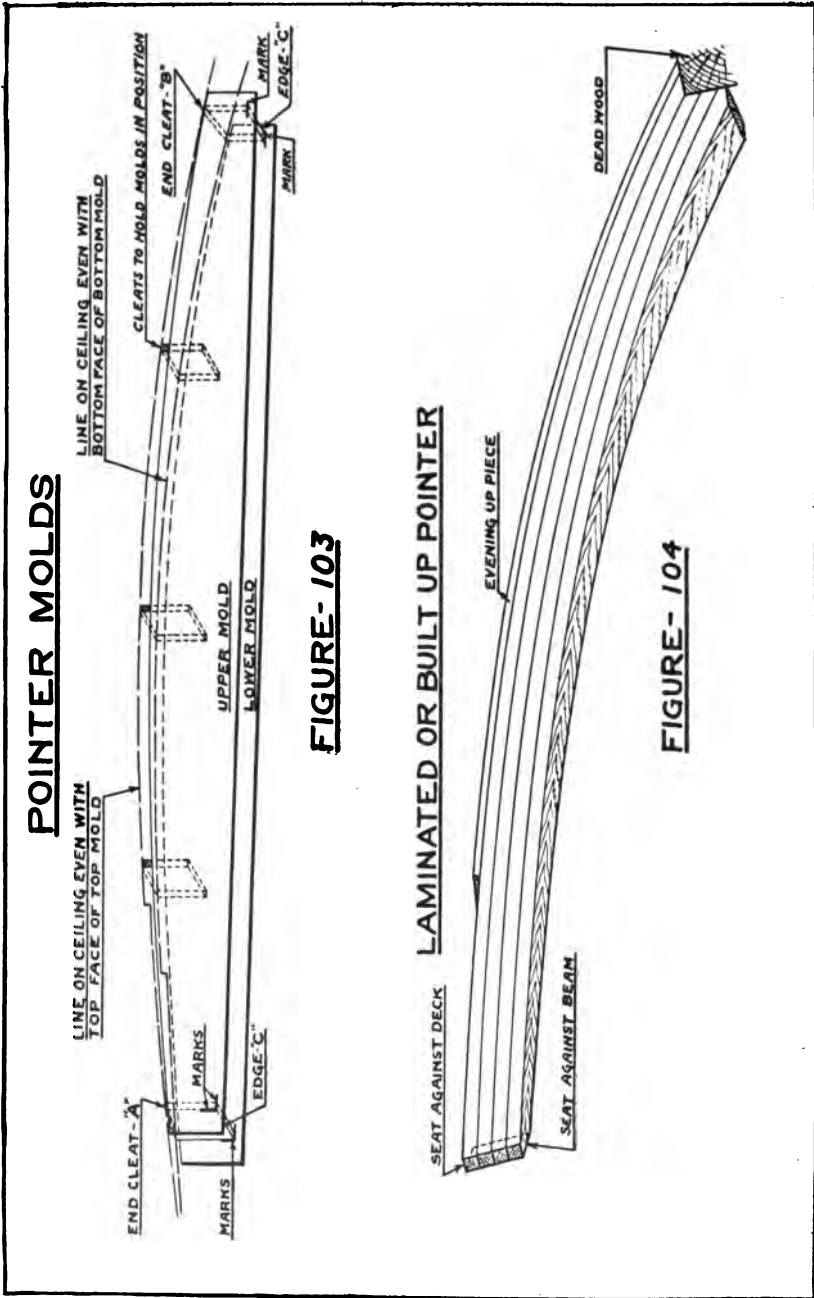 POINTER MOLDS
LINE ON CEILING EVEN WITH
TOP FACE OF TOP MOLD
LINE ON CEILING EVEN WITH
BOTTOM FACE OF BOTTOM MOLD
CLEATS TO HOLD MOLDS IN POSITION
END CLEAT-"A"
END CLEAT-"B"
MARK
EDGE-"C"
MARK
MARKS
EDGE-"C"
MARKS
UPPER MOLD
LOWER MOLD
FIGURE-103
LAMINATED OR BUILT UP POINTER
SEAT AGAINST DECK
EVENING UP PIECE
DEAD WOOD
SEAT AGAINST BEAM
FIGURE-104